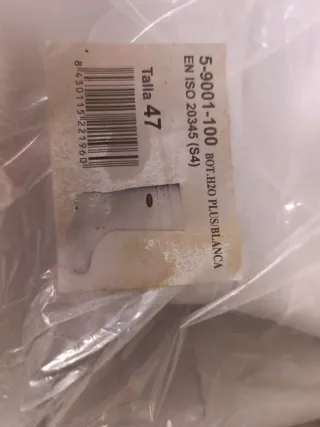 5-9001-100 BOT.H2O PLUS/BLANCA
EN ISO 20345 (S4)
Talla 47
8430115221960